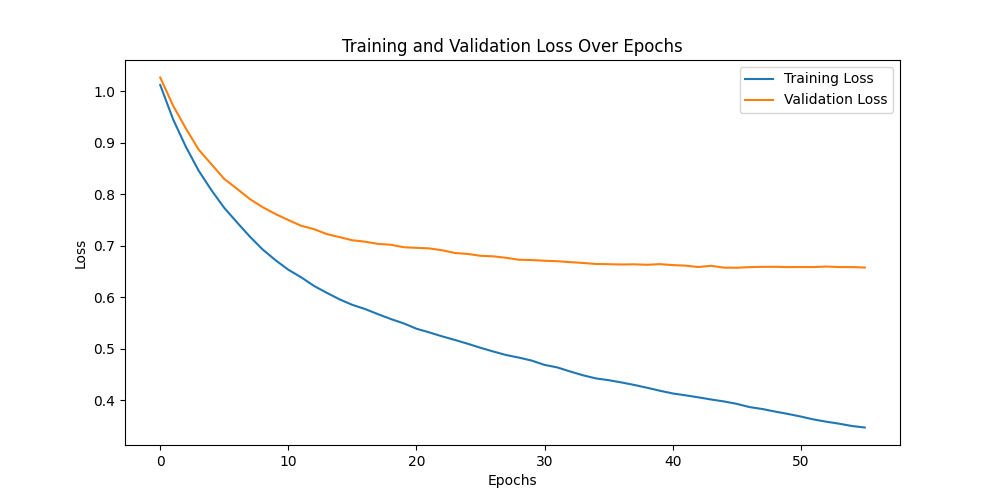 Training and Validation Loss Over Epochs
Training Loss
Validation Loss
1.0
0.9
0.8
0.7
0.6
0.5
0.4
Loss
0
10
20
30
40
50
Epochs